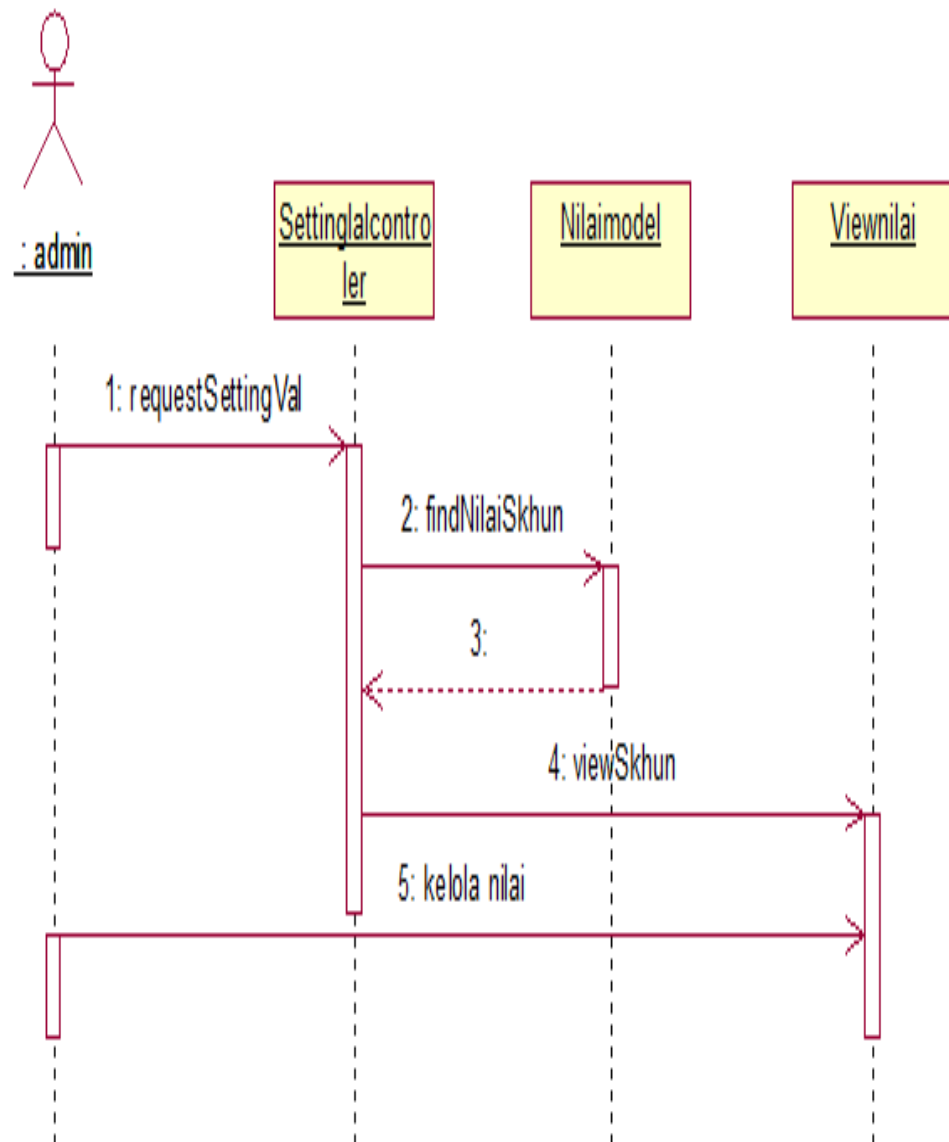 : admin
Settinglalcontro
ler
Nilaimodel
Viewnilai
1: requestSettingVal
2: findNilaiSkhun
3:
4: viewSkhun
5: kelola nilai